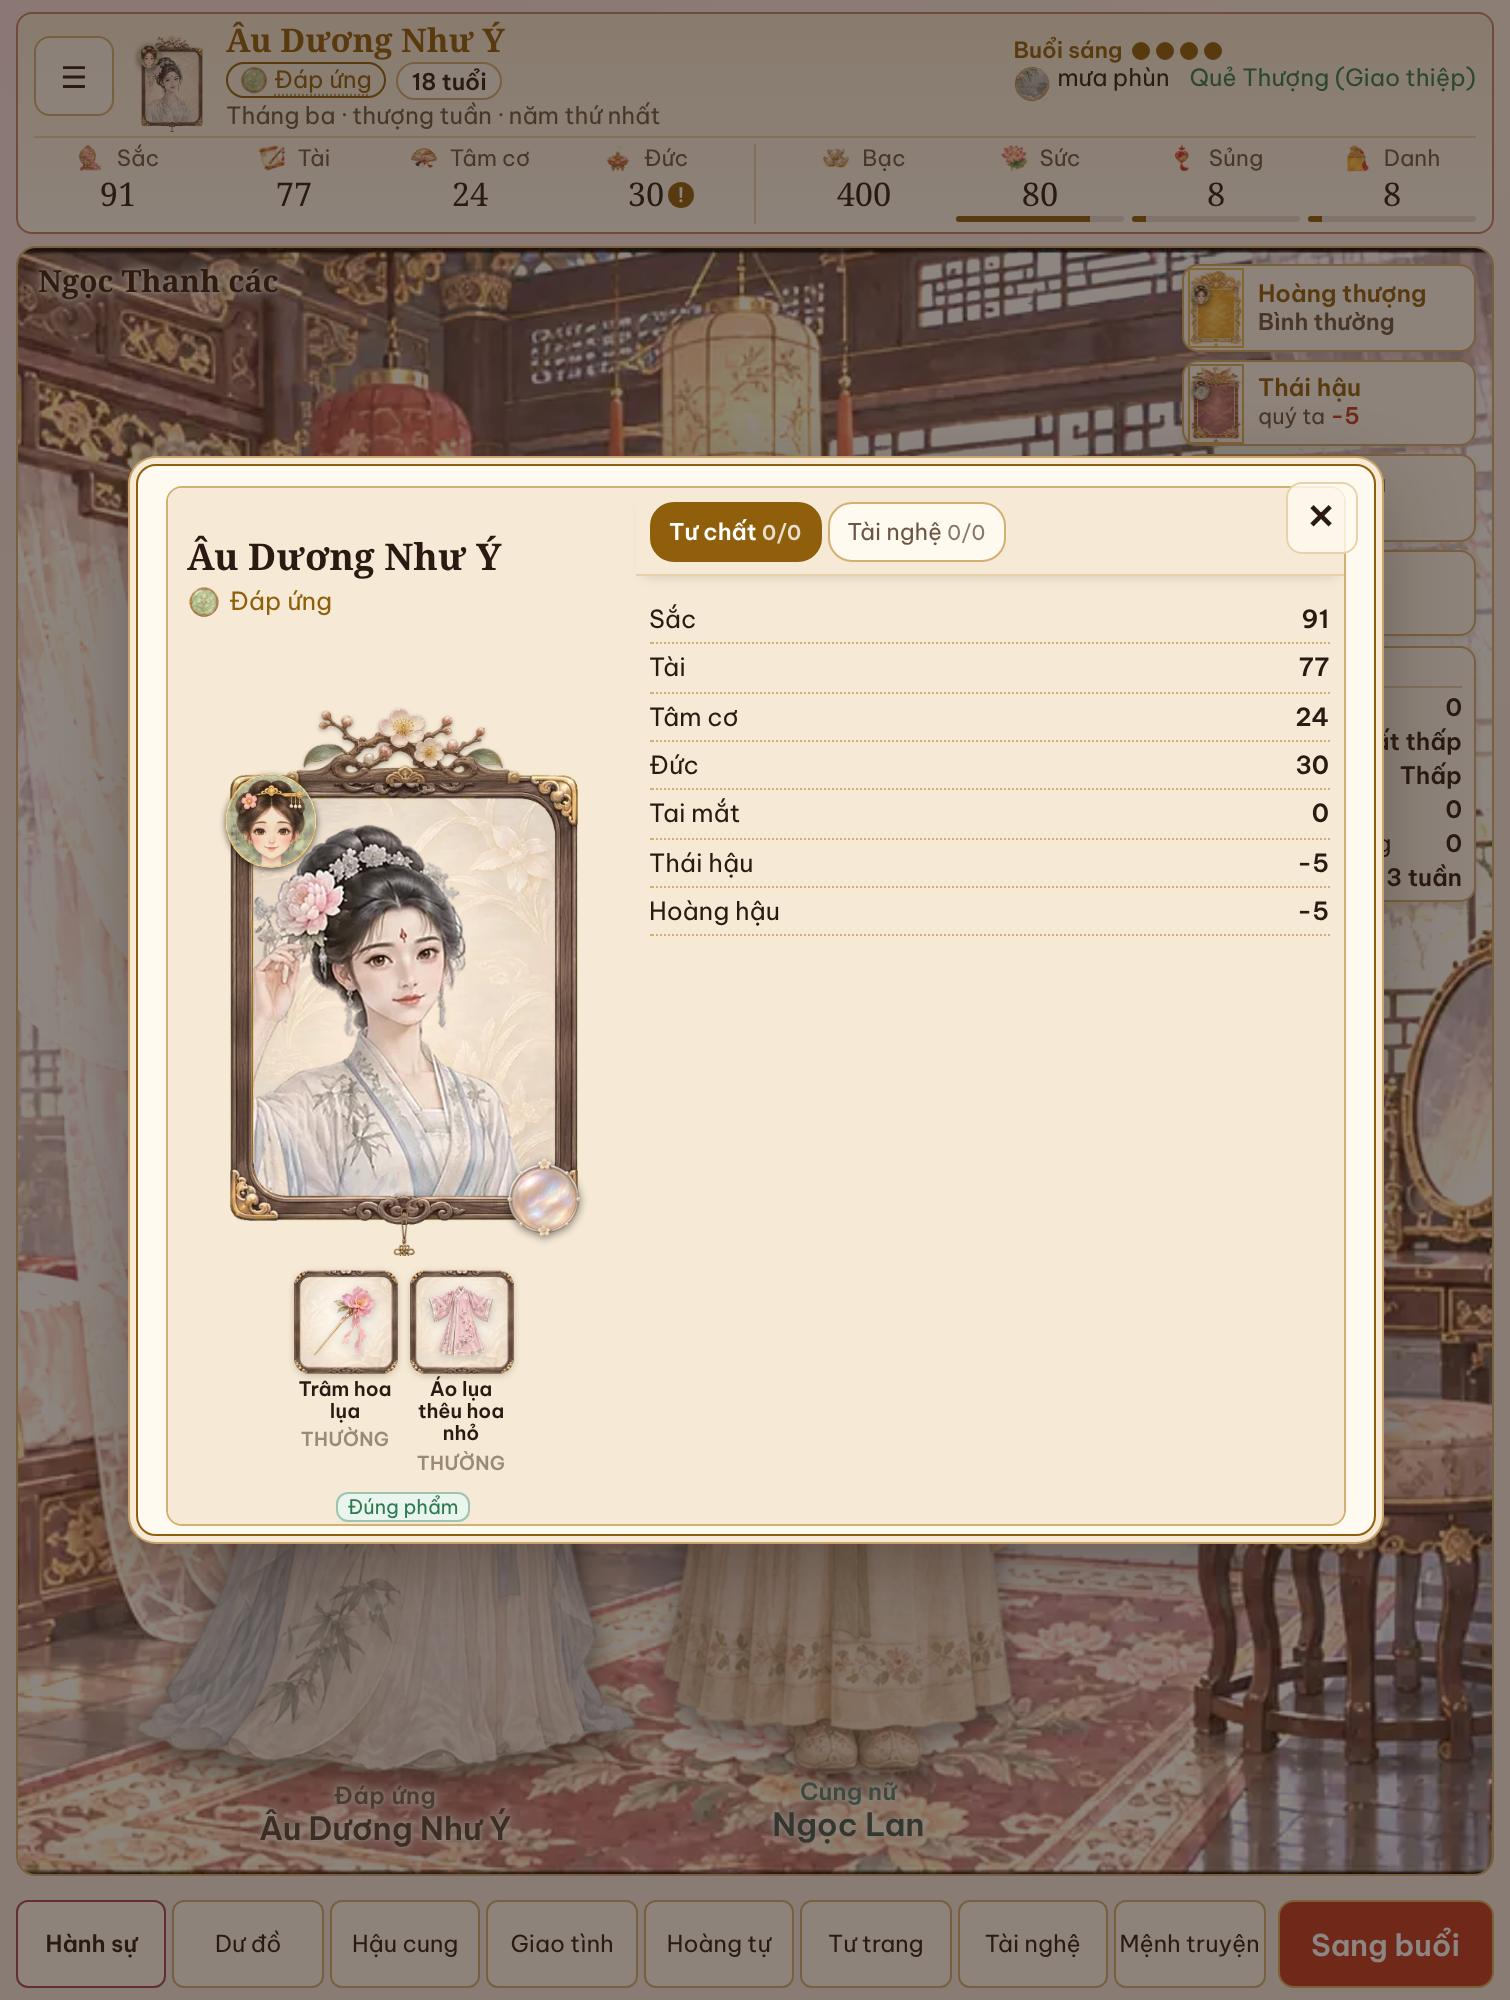 Âu Dương Như Ý
Đáp ứng 18 tuổi
Tháng ba · thượng tuần · năm thứ nhất
Buổi sáng
mưa phùn Quẻ Thượng (Giao thiệp)
Sắc Tài Tâm cơ Đức Bạc Sức Sủng Danh
91 77 24 30 ! 400 80 8 8
Ngọc Thanh các
Hoàng thượng
Bình thường
Thái hậu
quý ta -5
Âu Dương Như Ý
Đáp ứng
Tư chất 0/0 Tài nghệ 0/0
Sắc 91
Tài 77
Tâm cơ 24
Đức 30
Tai mắt 0
Thái hậu -5
Hoàng hậu -5
0
thấp
Thấp
0
0
3 tuần
Trâm hoa lụa
THƯỜNG
Áo lụa thêu hoa nhỏ
THƯỜNG
Đúng phẩm
Đáp ứng
Âu Dương Như Ý
Cung nữ
Ngọc Lan
Hành sự Dư đồ Hậu cung Giao tình Hoàng tự Tư trang Tài nghệ Mệnh truyện Sang buổi